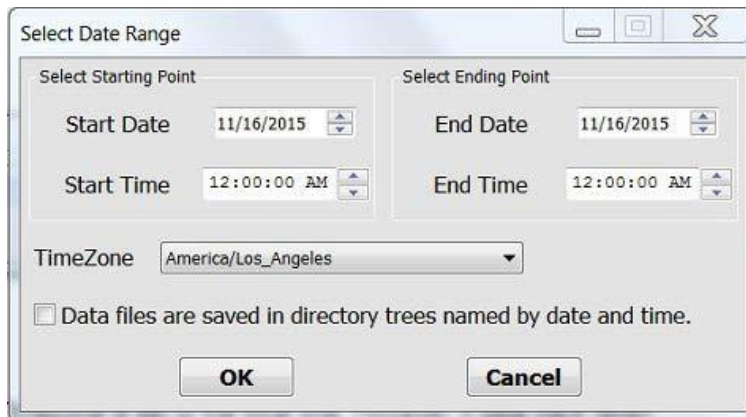 Select Date Range
Select Starting Point
Start Date 11/16/2015
Start Time 12:00:00 AM
Select Ending Point
End Date 11/16/2015
End Time 12:00:00 AM
TimeZone America/Los_Angeles
Data files are saved in directory trees named by date and time.
OK Cancel